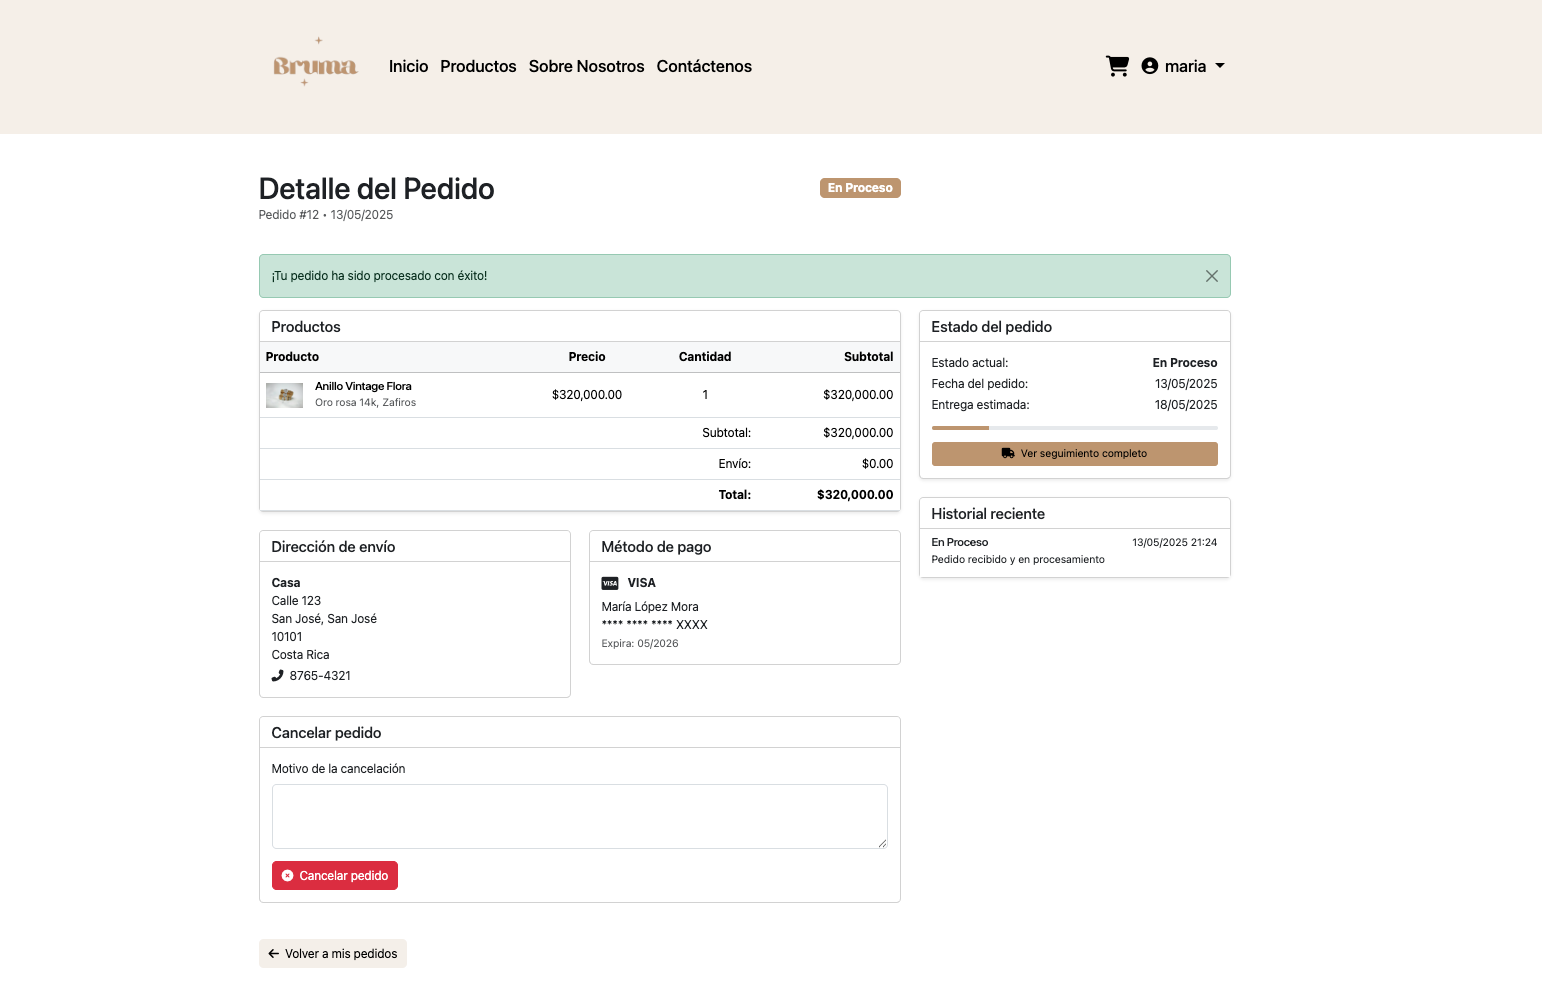 Bruma
Inicio Productos Sobre Nosotros Contáctenos
maria
Detalle del Pedido
En Proceso
Pedido #12 • 13/05/2025
¡Tu pedido ha sido procesado con éxito!
Productos
Producto Precio Cantidad Subtotal
Anillo Vintage Flora
Oro rosa 14k, Zafiros
$320,000.00 1 $320,000.00
Subtotal: $320,000.00
Envío: $0.00
Total: $320,000.00
Estado del pedido
Estado actual: En Proceso
Fecha del pedido: 13/05/2025
Entrega estimada: 18/05/2025
Ver seguimiento completo
Historial reciente
En Proceso 13/05/2025 21:24
Pedido recibido y en procesamiento
Dirección de envío
Casa
Calle 123
San José, San José
10101
Costa Rica
8765-4321
Método de pago
VISA VISA
María López Mora
**** **** **** XXXX
Expira: 05/2026
Cancelar pedido
Motivo de la cancelación
Cancelar pedido
Volver a mis pedidos